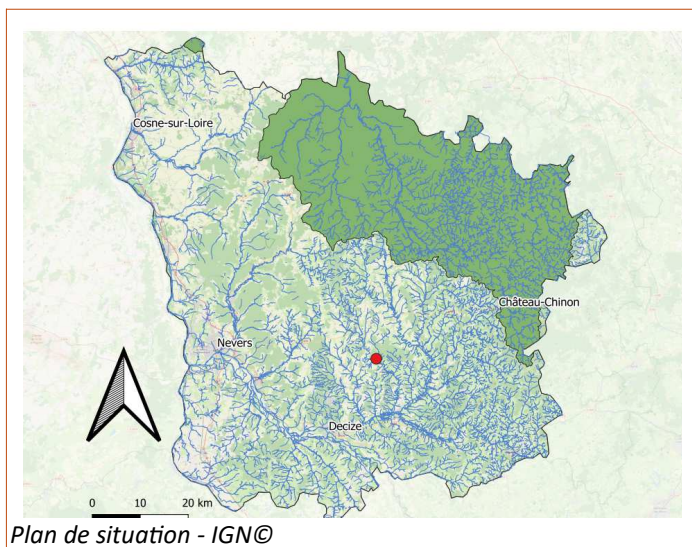 Cosne-sur-Loire
Château-Chinon
Nevers
Decize
0 10 20 km
Plan de situation - IGN©